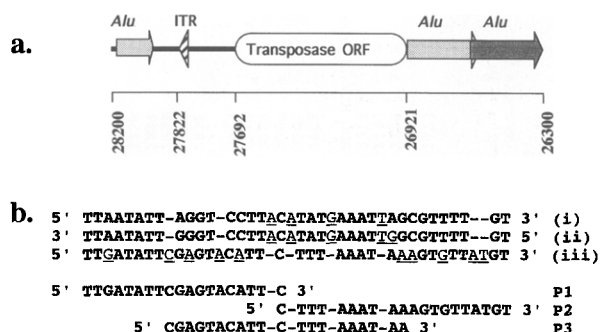 a.
Alu ITR Alu Alu
Transposase ORF
28200 27822 27692 26921 26300
b.
5' TTAATATT-AGGT-CCTTACATATGAAATTAGCGTTTT--GT 3' (i)
3' TTAATATT-GGGT-CCTTACATATGAAATTGGCGTTTT--GT 5' (ii)
5' TTGATATTCGAGTACATT-C-TTT-AAAT-AAAGTGTTATGT 3' (iii)
5' TTGATATTCGAGTACATT-C 3' P1
5' C-TTT-AAAT-AAAGTGTTATGT 3' P2
5' CGAGTACATT-C-TTT-AAAT-AA 3' P3